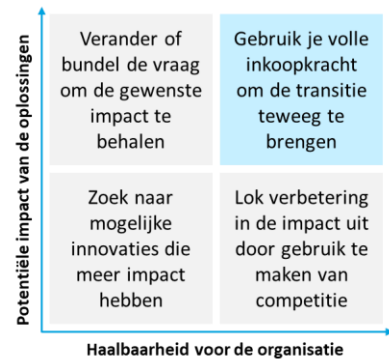 Potentiële impact van de oplossingen
Verander of
bundel de vraag
om de gewenste
impact te
behalen
Gebruik je volle
inkoopkracht
om de transitie
teweeg te
brengen
Zoek naar
mogelijke
innovaties die
meer impact
hebben
Lok verbetering
in de impact uit
door gebruik te
maken van
competitie
Haalbaarheid voor de organisatie